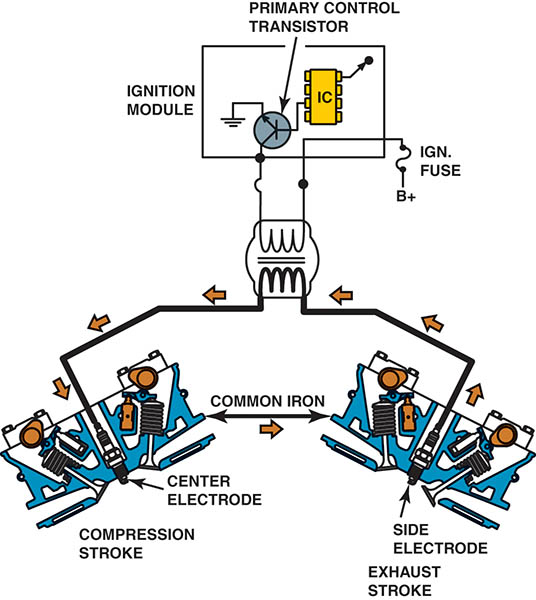 PRIMARY CONTROL
TRANSISTOR
IGNITION
MODULE
IC
IGN.
FUSE
B+
COMMON IRON
CENTER
ELECTRODE
COMPRESSION
STROKE
SIDE
ELECTRODE
EXHAUST
STROKE